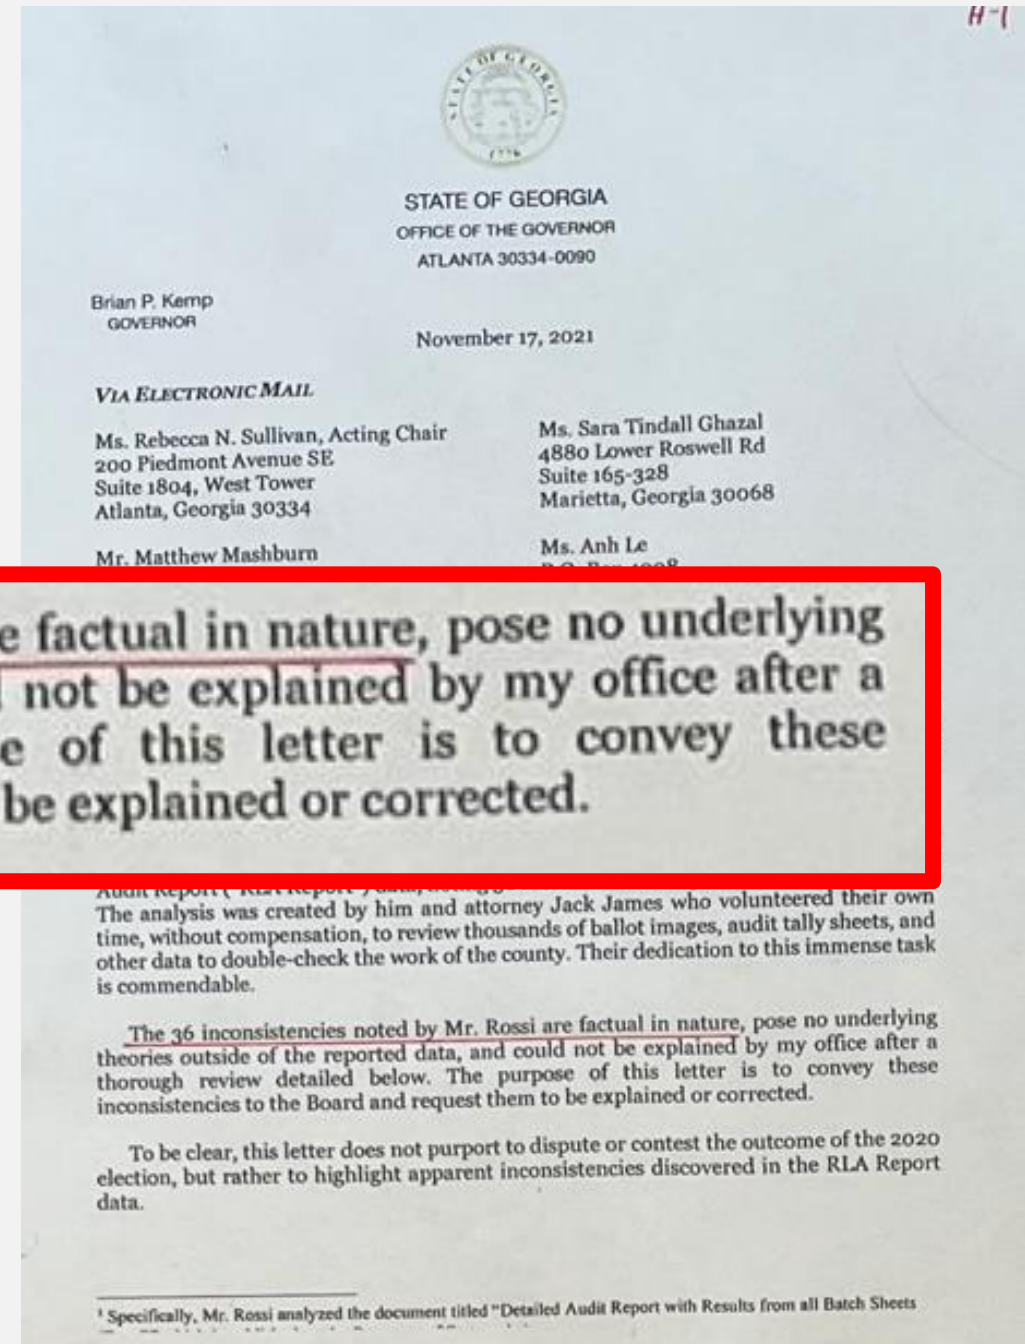 H-1
STATE OF GEORGIA
1776
STATE OF GEORGIA
OFFICE OF THE GOVERNOR
ATLANTA 30334-0090
Brian P. Kemp
GOVERNOR
November 17, 2021
VIA ELECTRONIC MAIL
Ms. Rebecca N. Sullivan, Acting Chair
200 Piedmont Avenue SE
Suite 1804, West Tower
Atlanta, Georgia 30334
Ms. Sara Tindall Ghazal
4880 Lower Roswell Rd
Suite 165-328
Marietta, Georgia 30068
Mr. Matthew Mashburn
Ms. Anh Le
factual in nature, pose no underlying
not be explained by my office after a
of this letter is to convey these
be explained or corrected.
Audit Report
The analysis was created by him and attorney Jack James who volunteered their own
time, without compensation, to review thousands of ballot images, audit tally sheets, and
other data to double-check the work of the county. Their dedication to this immense task
is commendable.
The 36 inconsistencies noted by Mr. Rossi are factual in nature, pose no underlying
theories outside of the reported data, and could not be explained by my office after a
thorough review detailed below. The purpose of this letter is to convey these
inconsistencies to the Board and request them to be explained or corrected.
To be clear, this letter does not purport to dispute or contest the outcome of the 2020
election, but rather to highlight apparent inconsistencies discovered in the RLA Report
data.
¹ Specifically, Mr. Rossi analyzed the document titled "Detailed Audit Report with Results from all Batch Sheets